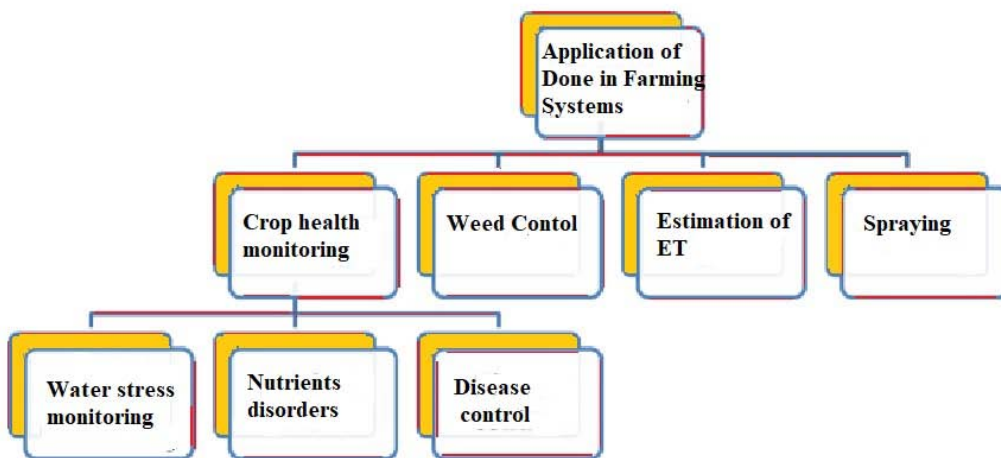 Application of
Done in Farming
Systems
Crop health
monitoring
Weed Contol
Estimation of
ET
Spraying
Water stress
monitoring
Nutrients
disorders
Disease
control